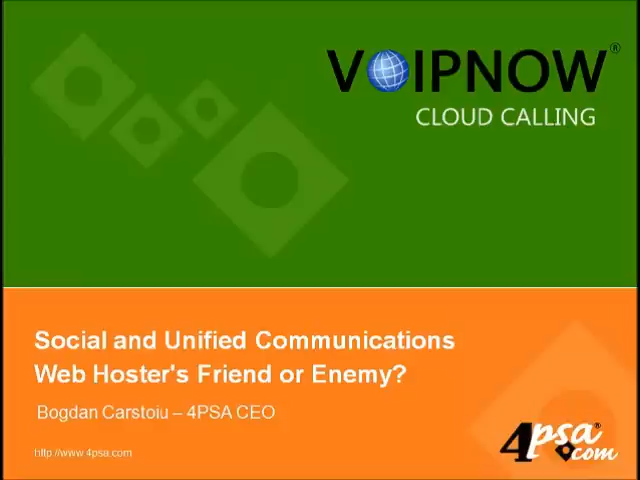 VOIPNOW®
CLOUD CALLING
Social and Unified Communications
Web Hoster's Friend or Enemy?
Bogdan Carstoiu – 4PSA CEO
http://www.4psa.com
4psa.com®